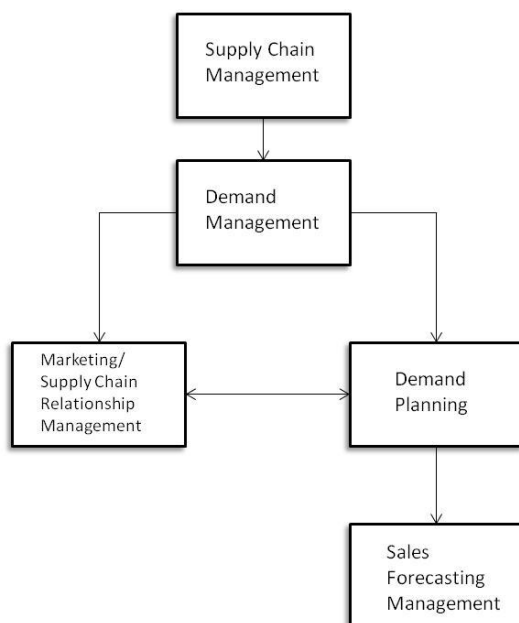 Supply Chain
Management
Demand
Management
Marketing/
Supply Chain
Relationship
Management
Demand
Planning
Sales
Forecasting
Management